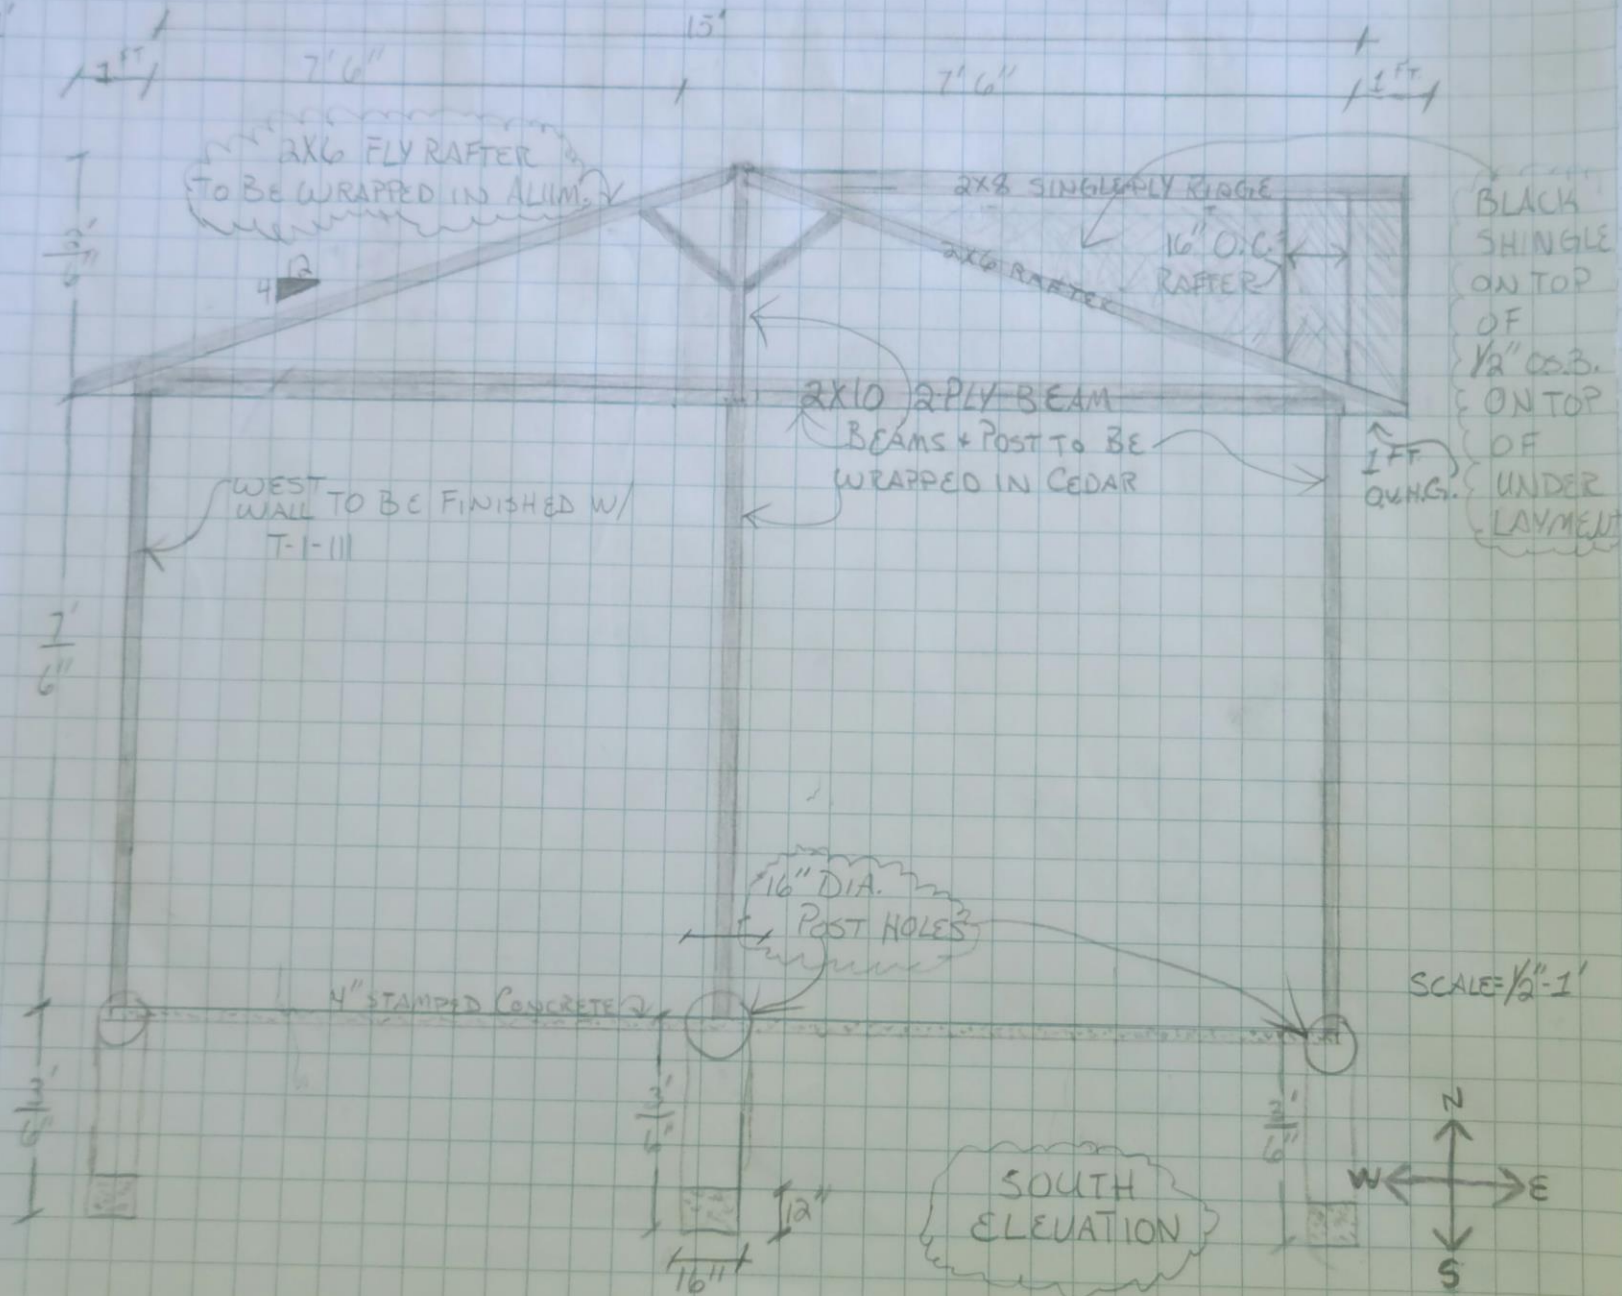 15'
1 FT
7' 6"
7' 6"
1 FT.
2X6 FLY RAFTER
TO BE WRAPPED IN ALUM.
2X8 SINGLE PLY RIDGE
BLACK
SHINGLE
ON TOP
OF
1/2" O.S.B.
ON TOP
OF
UNDER
LAYMENT
16" O.C.
RAFTER
2X6 RAFTER
12
4
6"
2X10 2-PLY BEAM
BEAMS + POST TO BE
WRAPPED IN CEDAR
1 FT
OVHG.
WEST
WALL TO BE FINISHED W/
T-1-111
7'
6"
16" DIA.
POST HOLES
4" STAMPED CONCRETE
SCALE=1/2"-1'
3'
6"
3'
6"
3'
6"
12"
16"
SOUTH
ELEVATION
N
W
E
S